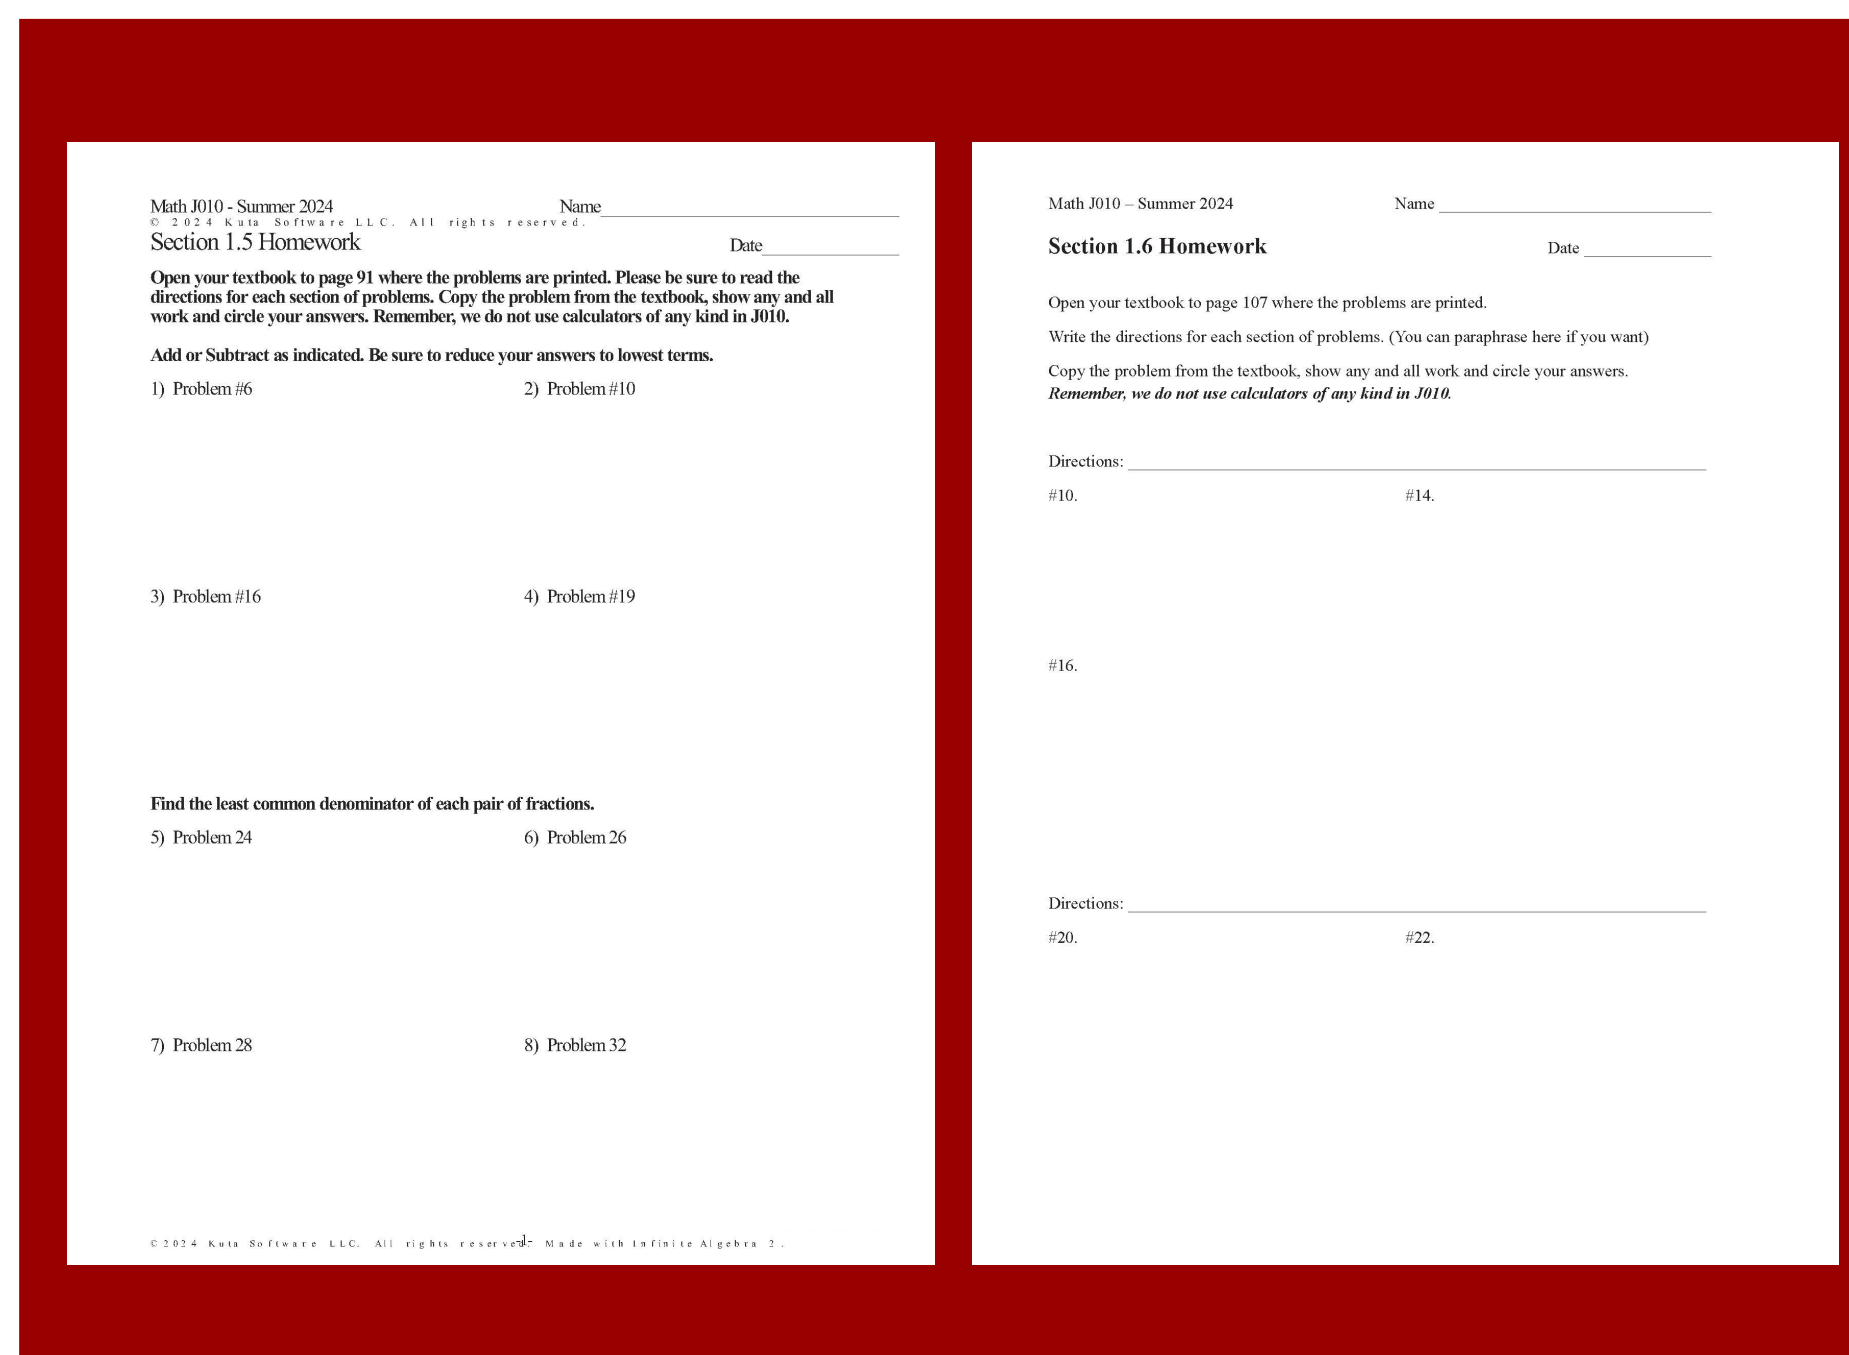 Math J010 - Summer 2024 Name
© 2024 Kuta Software LLC. All rights reserved.
Section 1.5 Homework Date
Open your textbook to page 91 where the problems are printed. Please be sure to read the
directions for each section of problems. Copy the problem from the textbook, show any and all
work and circle your answers. Remember, we do not use calculators of any kind in J010.
Add or Subtract as indicated. Be sure to reduce your answers to lowest terms.
1) Problem #6 2) Problem #10
3) Problem #16 4) Problem #19
Find the least common denominator of each pair of fractions.
5) Problem 24 6) Problem 26
7) Problem 28 8) Problem 32
©2024 Kuta Software LLC. All rights reserved. Made with Infinite Algebra 2.
-1-
Math J010 – Summer 2024 Name
Section 1.6 Homework Date
Open your textbook to page 107 where the problems are printed.
Write the directions for each section of problems. (You can paraphrase here if you want)
Copy the problem from the textbook, show any and all work and circle your answers.
Remember, we do not use calculators of any kind in J010.
Directions:
#10. #14.
#16.
Directions:
#20. #22.